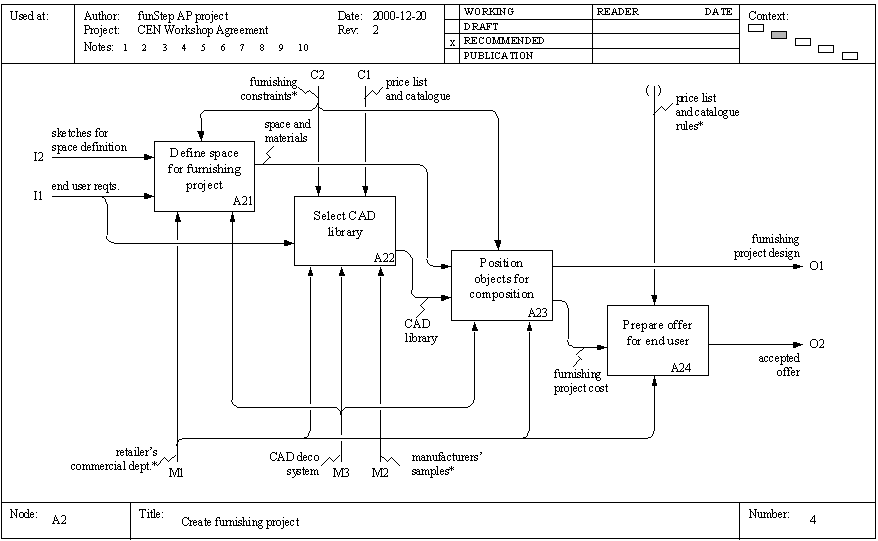 Used at:
Author: funStep AP project
Date: 2000-12-20
Project: CEN Workshop Agreement
Rev: 2
Notes: 1 2 3 4 5 6 7 8 9 10
WORKING
DRAFT
x RECOMMENDED
PUBLICATION
READER DATE
Context:
furnishing
constraints*
C2
C1
price list
and catalogue
( )
price list
and catalogue
rules*
sketches for
space definition
I2
end user reqts.
I1
Define space
for furnishing
project
A21
space and
materials
Select CAD
library
A22
CAD
library
Position
objects for
composition
A23
furnishing
project design
O1
Prepare offer
for end user
A24
furnishing
project cost
O2
accepted
offer
retailer's
commercial dept.*
M1
CAD deco
system
M3
M2
manufacturers'
samples*
Node: A2
Title: Create furnishing project
Number: 4